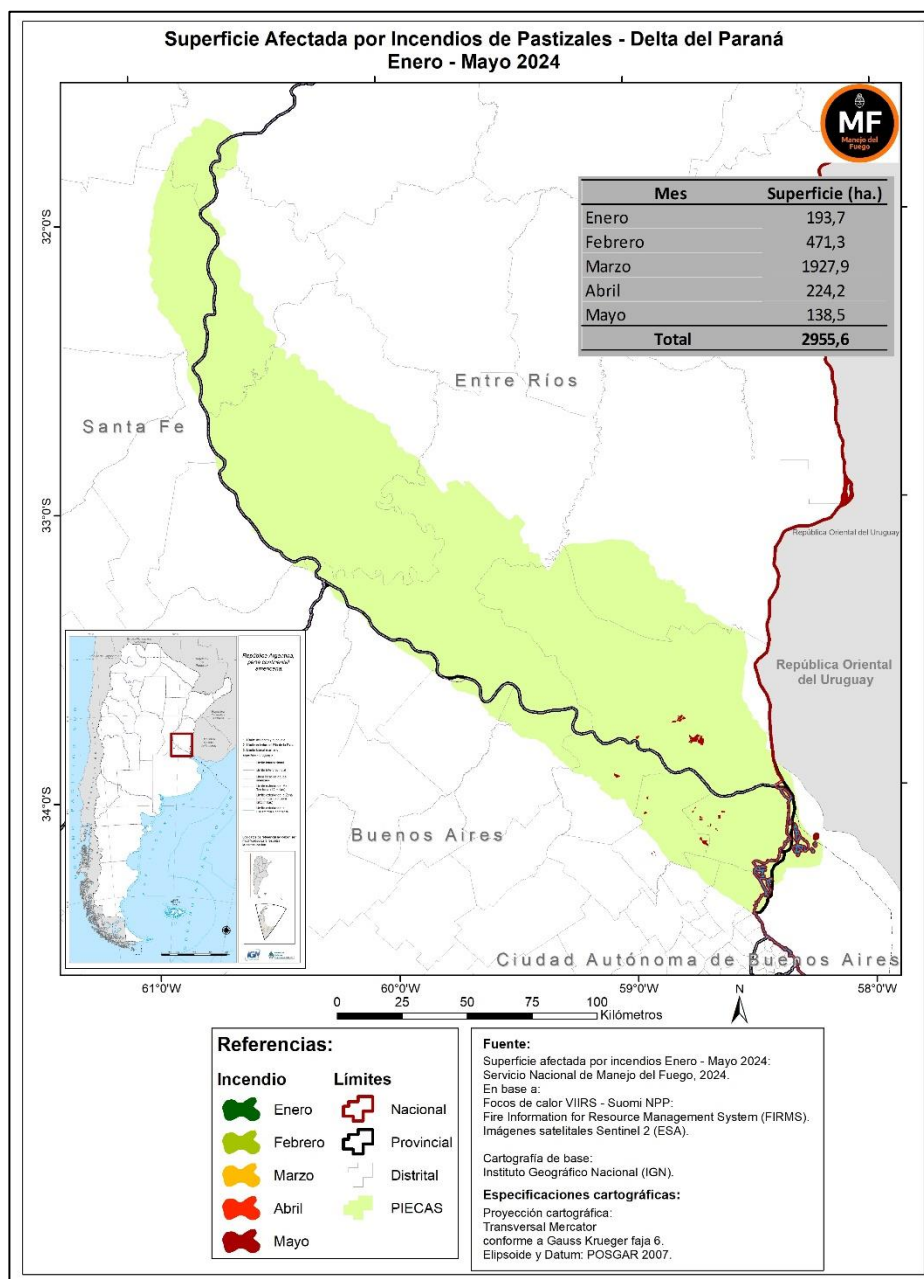 Superficie Afectada por Incendios de Pastizales - Delta del Paraná
Enero - Mayo 2024
MF
Manejo del
Fuego
Mes Superficie (ha.)
Enero 193,7
Febrero 471,3
Marzo 1927,9
Abril 224,2
Mayo 138,5
Total 2955,6
32°0'S
Entre Ríos
Santa Fe
33°0'S
República Oriental del Uruguay
República Oriental
del Uruguay
República Argentina,
parte continental
americana.
IGN
34°0'S
Buenos Aires
Ciudad Autónoma de Buenos Aires
61°0'W 60°0'W 59°0'W 58°0'W
N
0 25 50 75 100
Kilómetros
Referencias:
Incendio Límites
Enero Nacional
Febrero Provincial
Marzo Distrital
Abril PIECAS
Mayo
Fuente:
Superficie afectada por incendios Enero - Mayo 2024:
Servicio Nacional de Manejo del Fuego, 2024.
En base a:
Focos de calor VIIRS - Suomi NPP:
Fire Information for Resource Management System (FIRMS).
Imágenes satelitales Sentinel 2 (ESA).
Cartografía de base:
Instituto Geográfico Nacional (IGN).
Especificaciones cartográficas:
Proyección cartográfica:
Transversal Mercator
conforme a Gauss Krueger faja 6.
Elipsoide y Datum: POSGAR 2007.